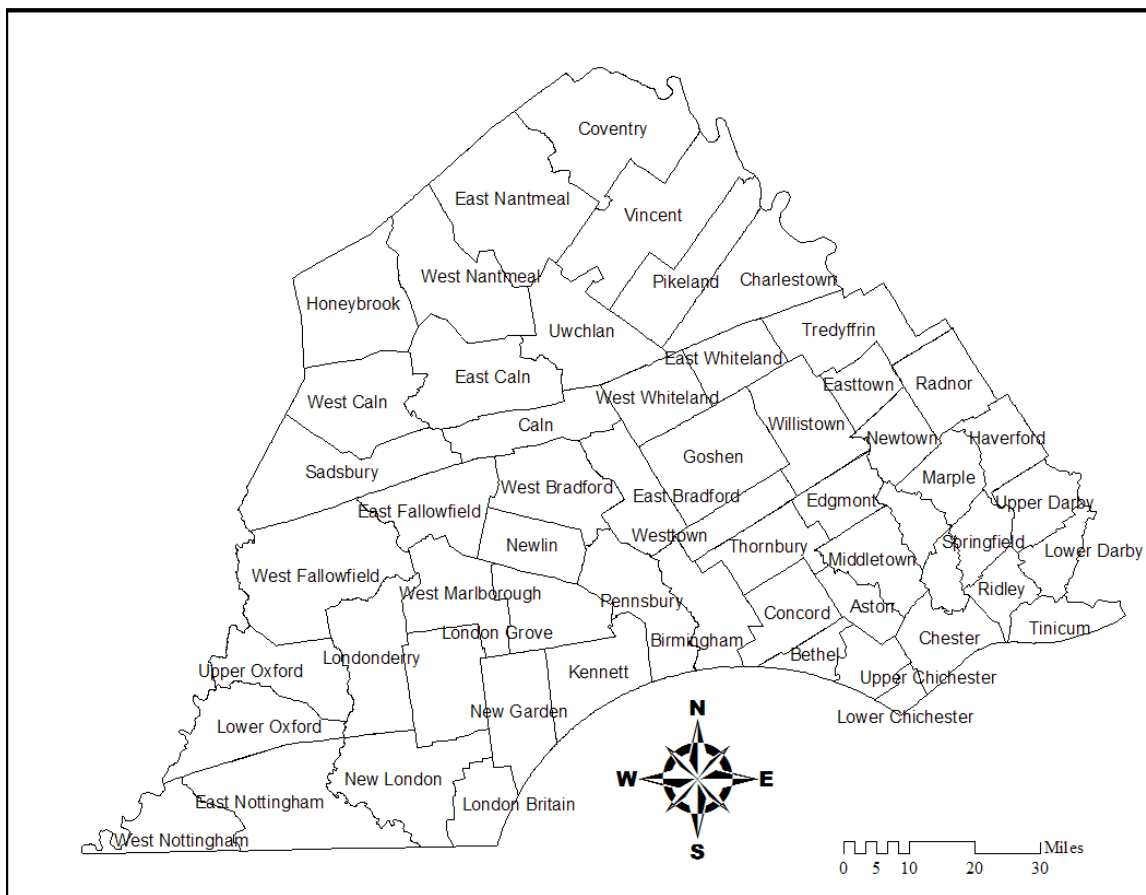 Coventry
East Nantmeal
Vincent
West Nantmeal
Pikeland
Charlestown
Honeybrook
Uwchlan
Tredyffrin
East Whiteland
East Caln
Easttown
Radnor
West Caln
West Whiteland
Caln
Willistown
Newtown
Haverford
Goshen
Sadsbury
Marple
West Bradford
East Bradford
Edgmont
Upper Darby
East Fallowfield
Westtown
Springfield
Newlin
Thornbury
Lower Darby
Middletown
West Fallowfield
Ridley
West Marlborough
Pennsbury
Concord
Aston
Tinicum
London Grove
Birmingham
Chester
Londonderry
Bethel
Upper Oxford
Kennett
Upper Chichester
New Garden
Lower Chichester
Lower Oxford
N
New London
W
E
East Nottingham
London Britain
West Nottingham
S
Miles
0 5 10 20 30